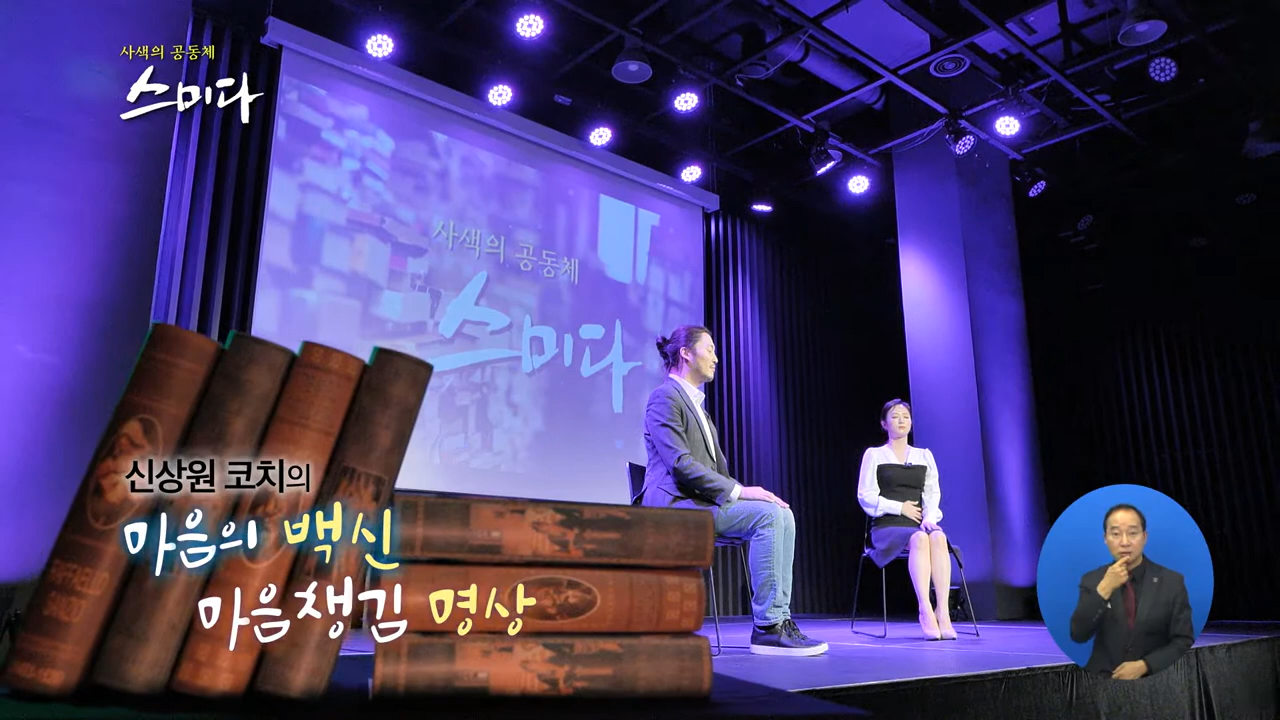 사색의 공동체
스미다
사색의 공동체
스미다
신상원 코치의
마음의 백신
마음챙김 명상